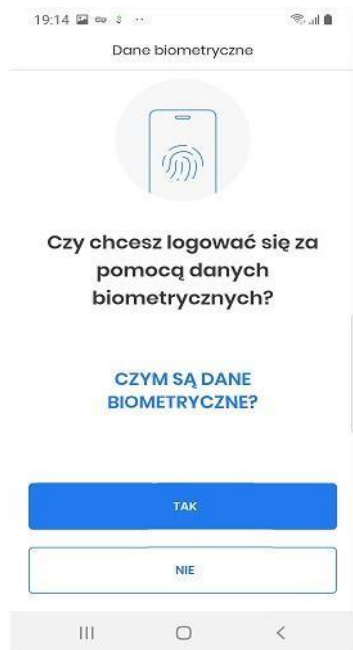 19:14
Dane biometryczne
Czy chcesz logować się za
pomocą danych
biometrycznych?
CZYM SĄ DANE
BIOMETRYCZNE?
TAK
NIE